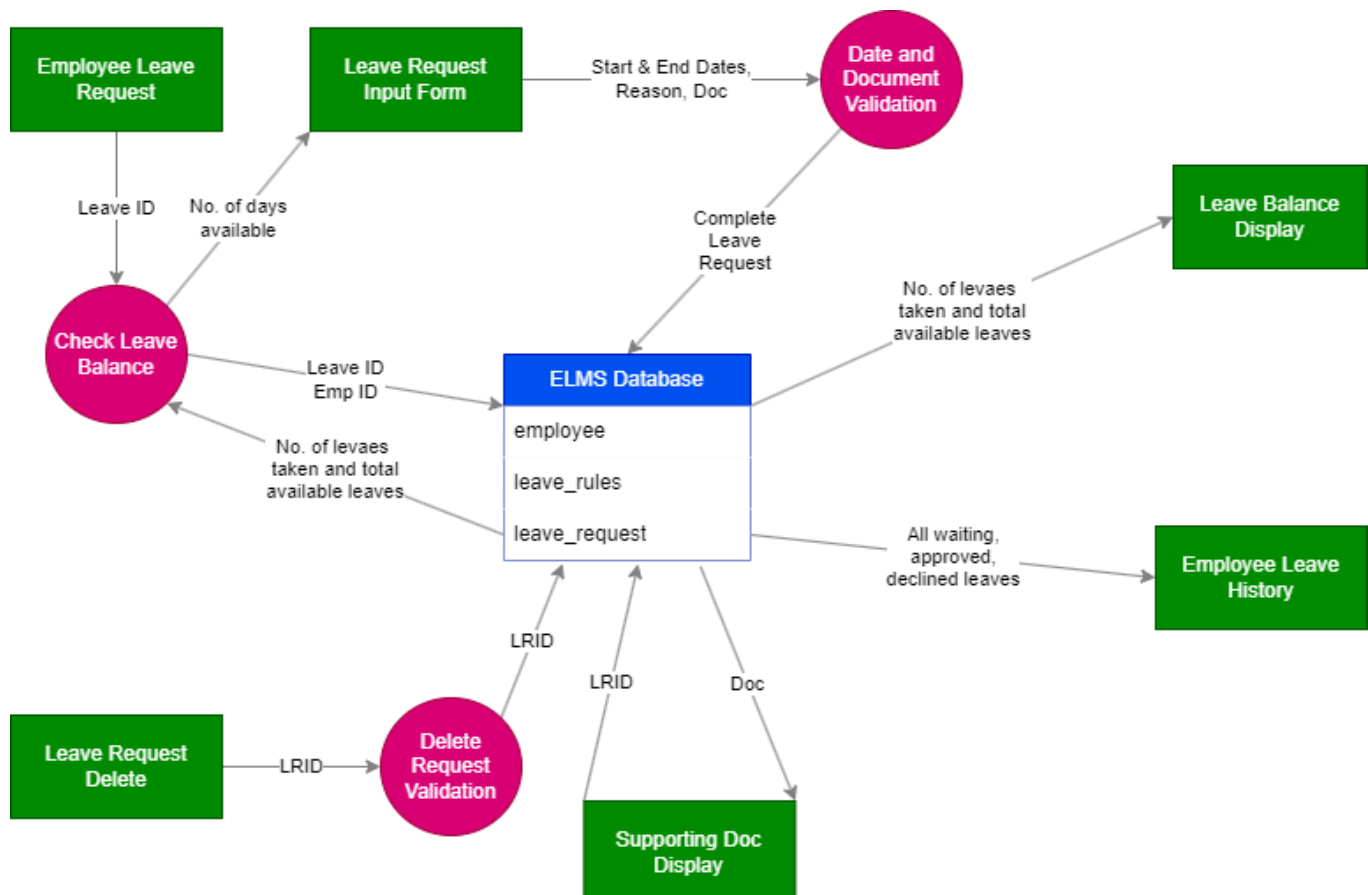 Employee Leave
Request
Leave Request
Input Form
Start & End Dates,
Reason, Doc
Date and
Document
Validation
Leave ID
No. of days
available
Complete
Leave
Request
Leave Balance
Display
No. of levaes
taken and total
available leaves
Check Leave
Balance
Leave ID
Emp ID
ELMS Database
employee
leave_rules
leave_request
No. of levaes
taken and total
available leaves
All waiting,
approved,
declined leaves
Employee Leave
History
LRID
LRID
Doc
Leave Request
Delete
LRID
Delete
Request
Validation
Supporting Doc
Display